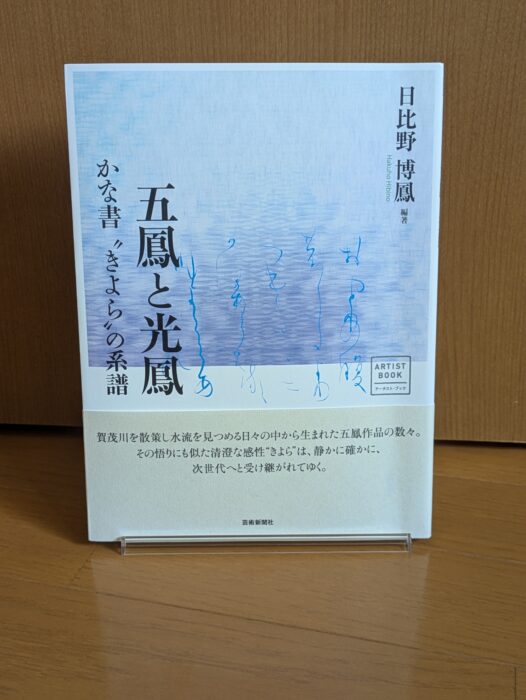 日比野 博鳳 編著
Hakuho Hibino
五鳳と光鳳
かな書〝きよら〟の系譜
ARTIST
BOOK
アーチスト・ブック
賀茂川を散策し水流を見つめる日々の中から生まれた五鳳作品の数々。
その悟りにも似た清澄な感性“きよら”は、静かに確かに、
次世代へと受け継がれてゆく。
芸術新聞社